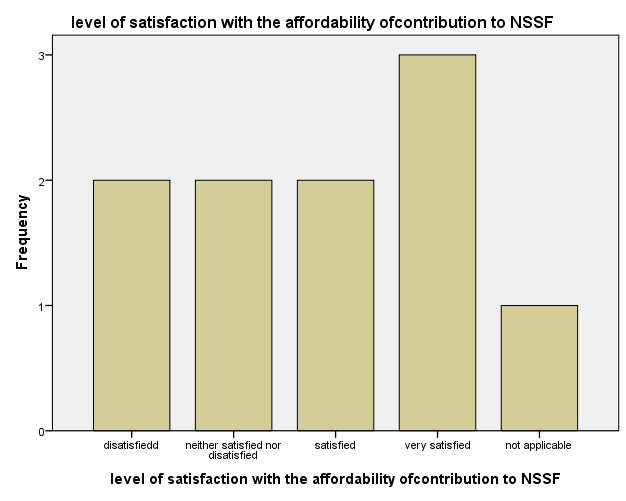 level of satisfaction with the affordability ofcontribution to NSSF
3
2
1
0
Frequency
disatisfiedd
neither satisfied nor
disatisfied
satisfied
very satisfied
not applicable
level of satisfaction with the affordability ofcontribution to NSSF